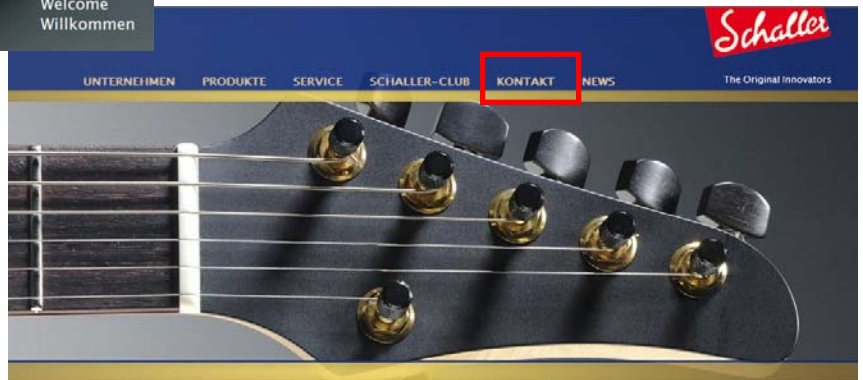 Welcome
Willkommen
Schaller
UNTERNEHMEN PRODUKTE SERVICE SCHALLER-CLUB KONTAKT NEWS
The Original Innovators